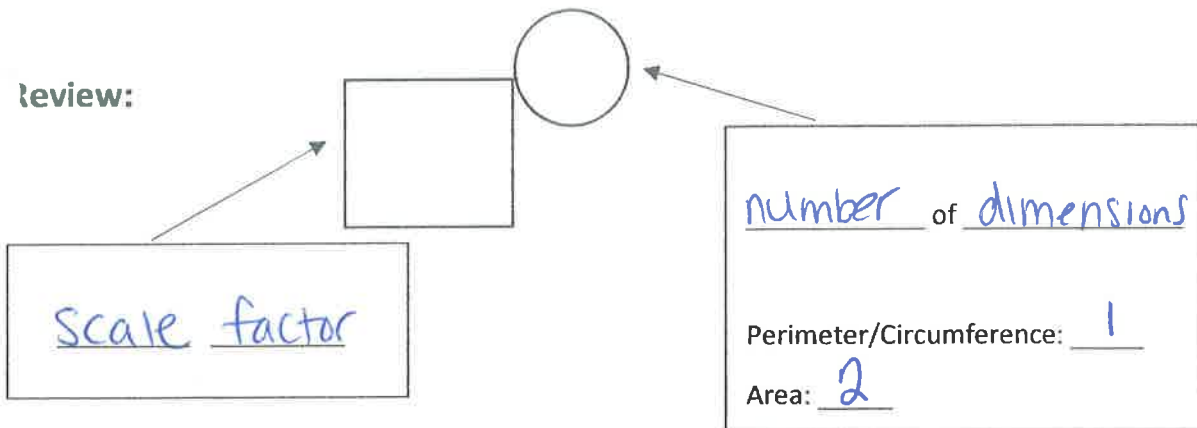 Review:
number of dimensions
scale factor
Perimeter/Circumference: 1
Area: 2